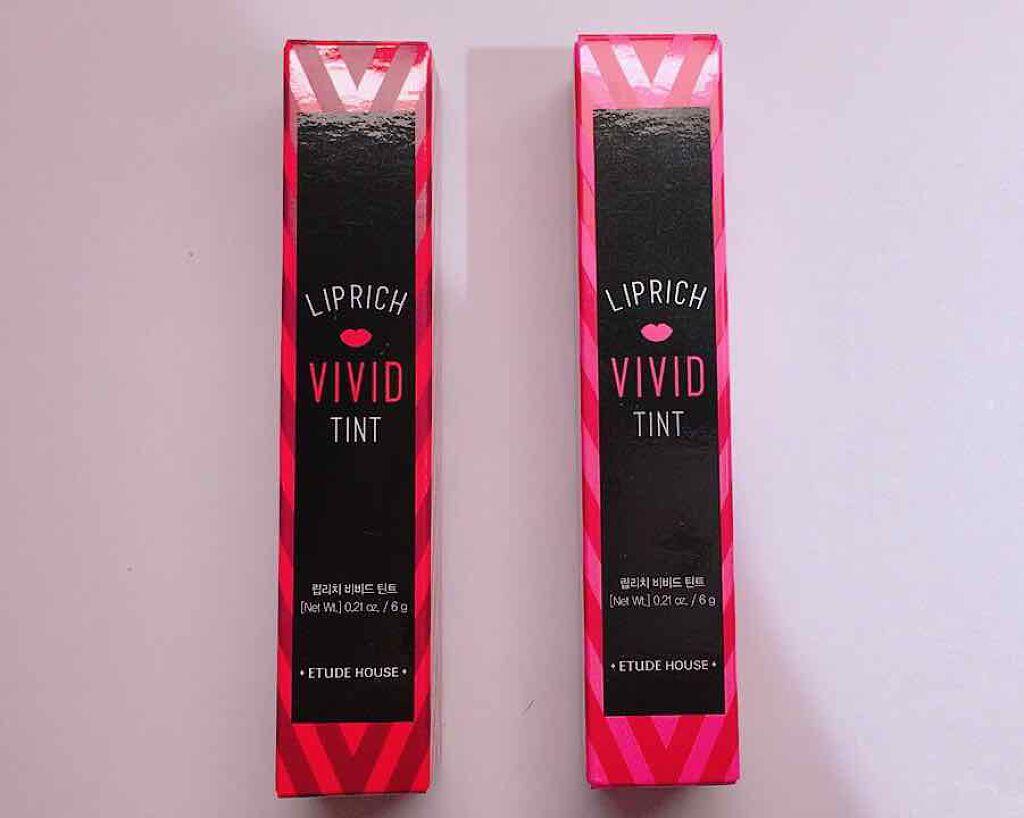 LIPRICH
VIVID
TINT
립리치 비비드 틴트
[Net Wt.] 0.21 oz. / 6 g
• ETUDE HOUSE •
LIPRICH
VIVID
TINT
립리치 비비드 틴트
[Net Wt.] 0.21 oz. / 6 g
• ETUDE HOUSE •